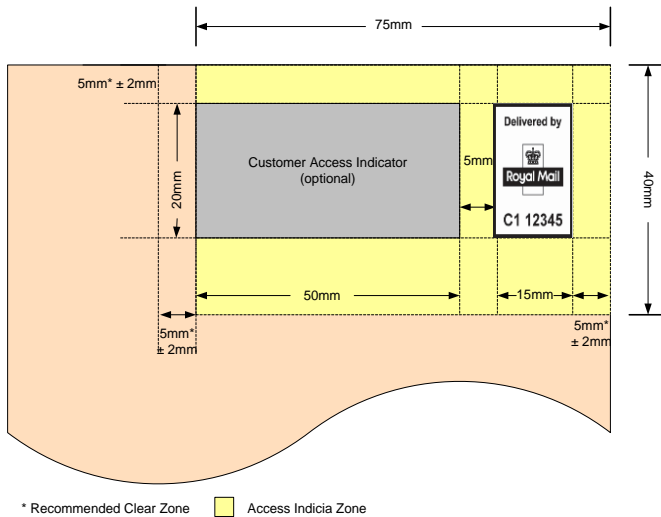 75mm
5mm* ± 2mm
Delivered by
Customer Access Indicator
(optional)
5mm
20mm
40mm
Royal Mail
C1 12345
50mm
15mm
5mm*
± 2mm
5mm*
± 2mm
* Recommended Clear Zone
Access Indicia Zone